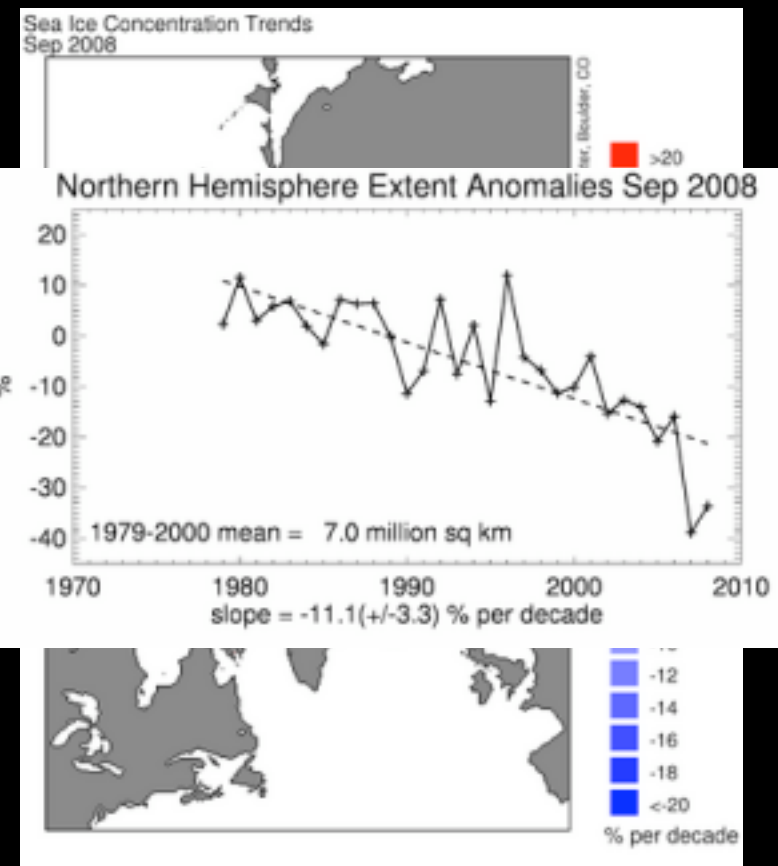 Sea Ice Concentration Trends
Sep 2008
ter, Boulder, CO
>20
Northern Hemisphere Extent Anomalies Sep 2008
20
10
0
-10
-20
-30
-40
%
1979-2000 mean = 7.0 million sq km
1970 1980 1990 2000 2010
slope = -11.1(+/-3.3) % per decade
-12
-14
-16
-18
<-20
% per decade